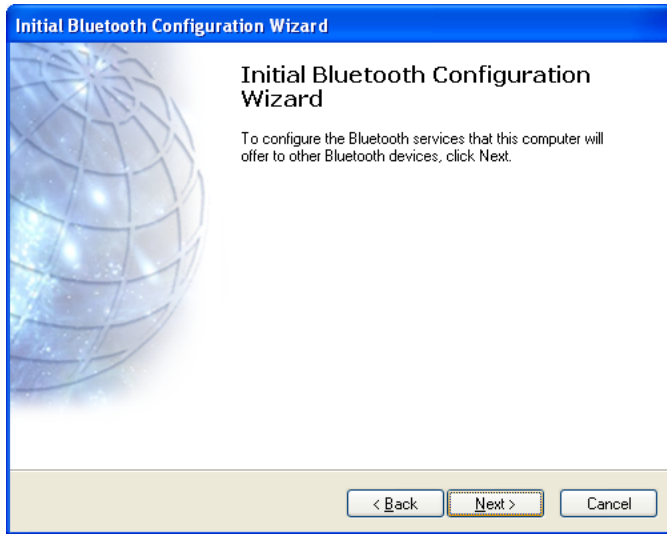 Initial Bluetooth Configuration Wizard
Initial Bluetooth Configuration
Wizard
To configure the Bluetooth services that this computer will
offer to other Bluetooth devices, click Next.
< Back
Next >
Cancel